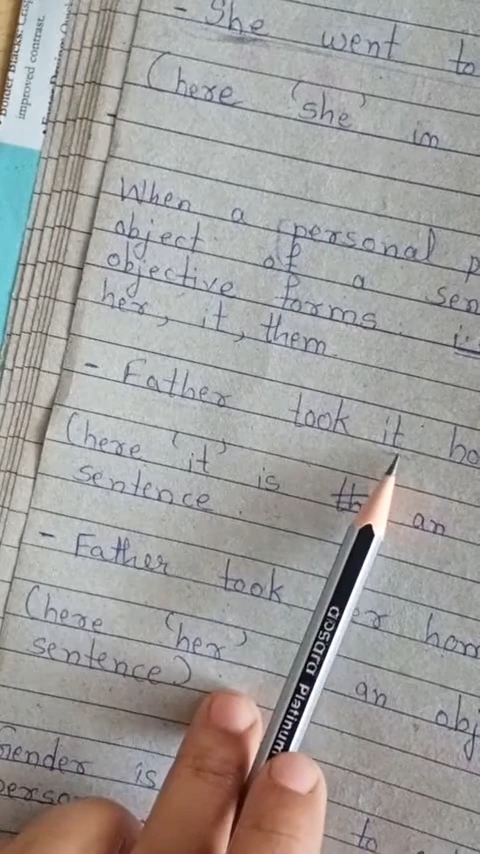 improved contrast.
- She went to
(here 'she' in
When a personal p
object of a sen
objective forms.
her, it, them
- Father took it ho
(here 'it' is an
sentence.
- Father took er hom
(here 'her' an obj
sentence)
Gender is
perso
to
apsara Platinum